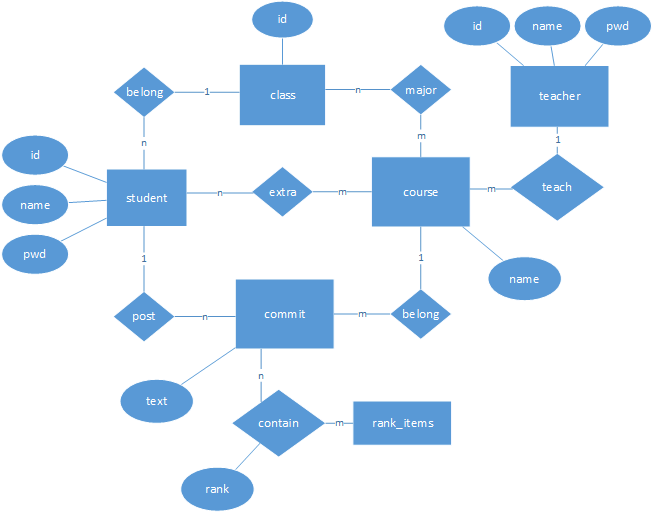 id
id
name
pwd
belong
1
class
n
major
teacher
n
m
1
id
name
pwd
student
n
extra
m
course
m
teach
1
1
name
post
n
commit
m
belong
n
text
contain
m
rank_items
rank